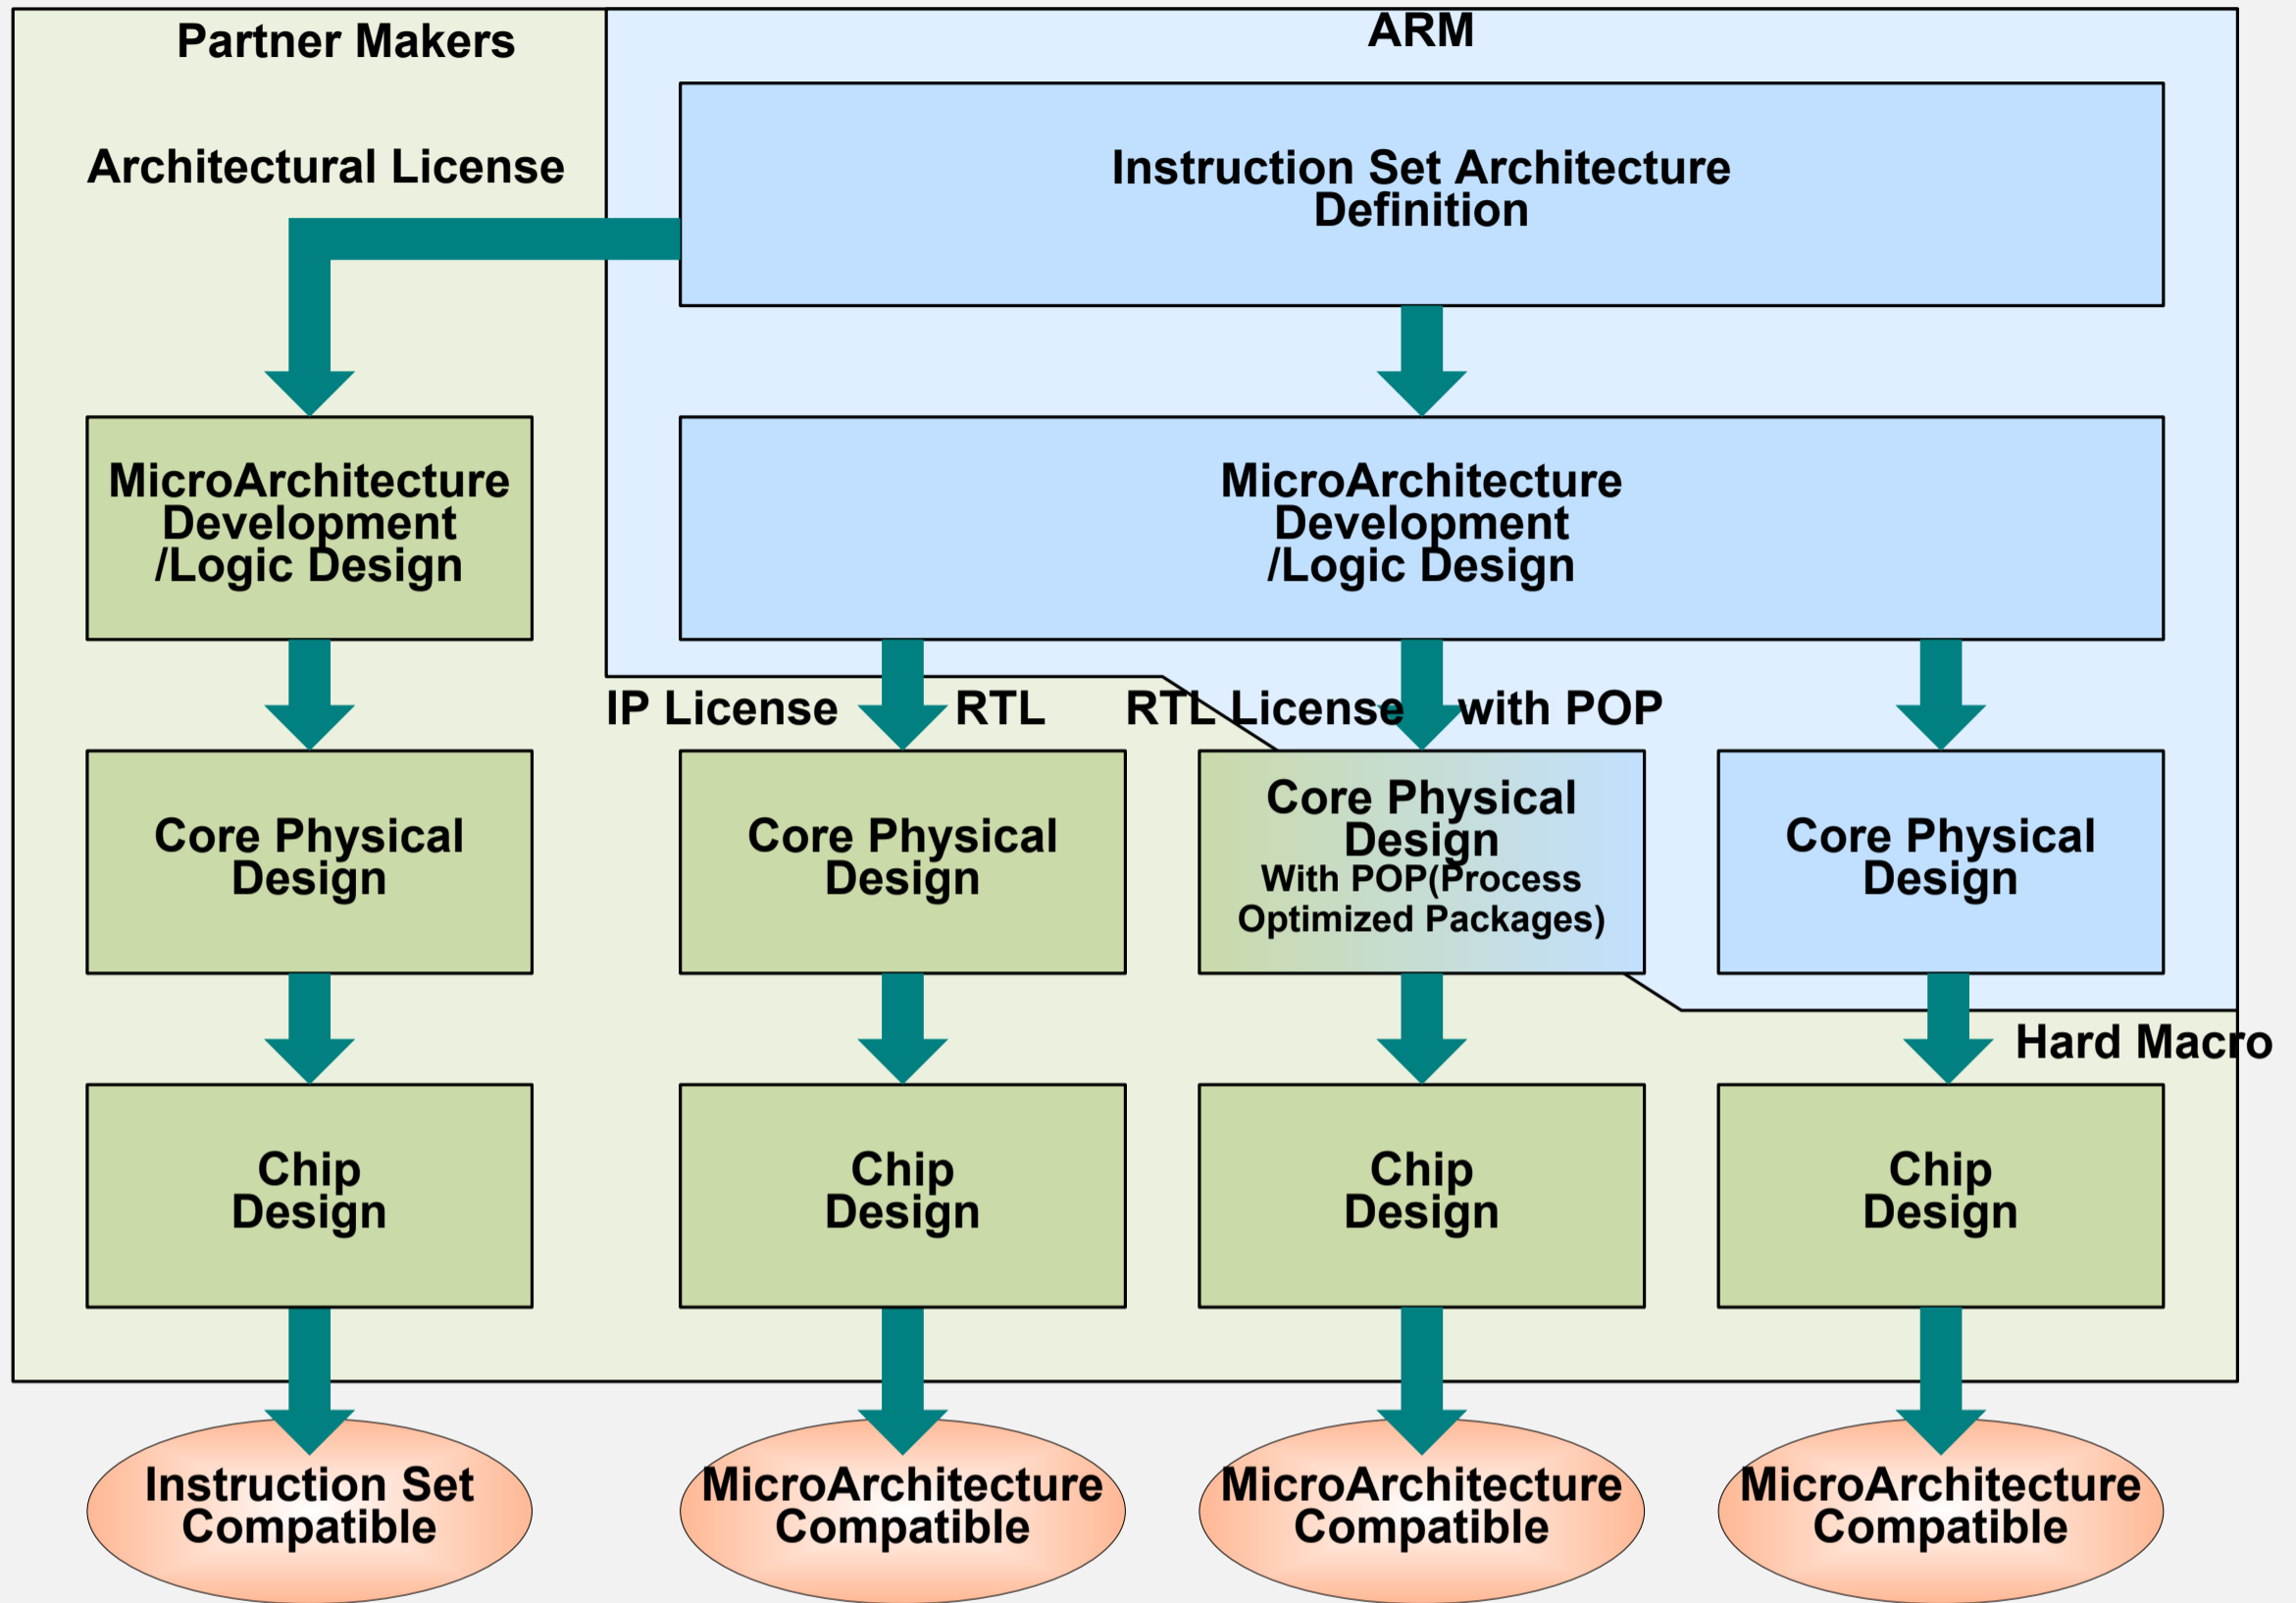 Partner Makers
ARM
Architectural License
Instruction Set Architecture
Definition
MicroArchitecture
Development
/Logic Design
MicroArchitecture
Development
/Logic Design
IP License
RTL
RTL License
with POP
Core Physical
Design
Core Physical
Design
Core Physical
Design
With POP(Process
Optimized Packages)
Core Physical
Design
Hard Macro
Chip
Design
Chip
Design
Chip
Design
Chip
Design
Instruction Set
Compatible
MicroArchitecture
Compatible
MicroArchitecture
Compatible
MicroArchitecture
Compatible